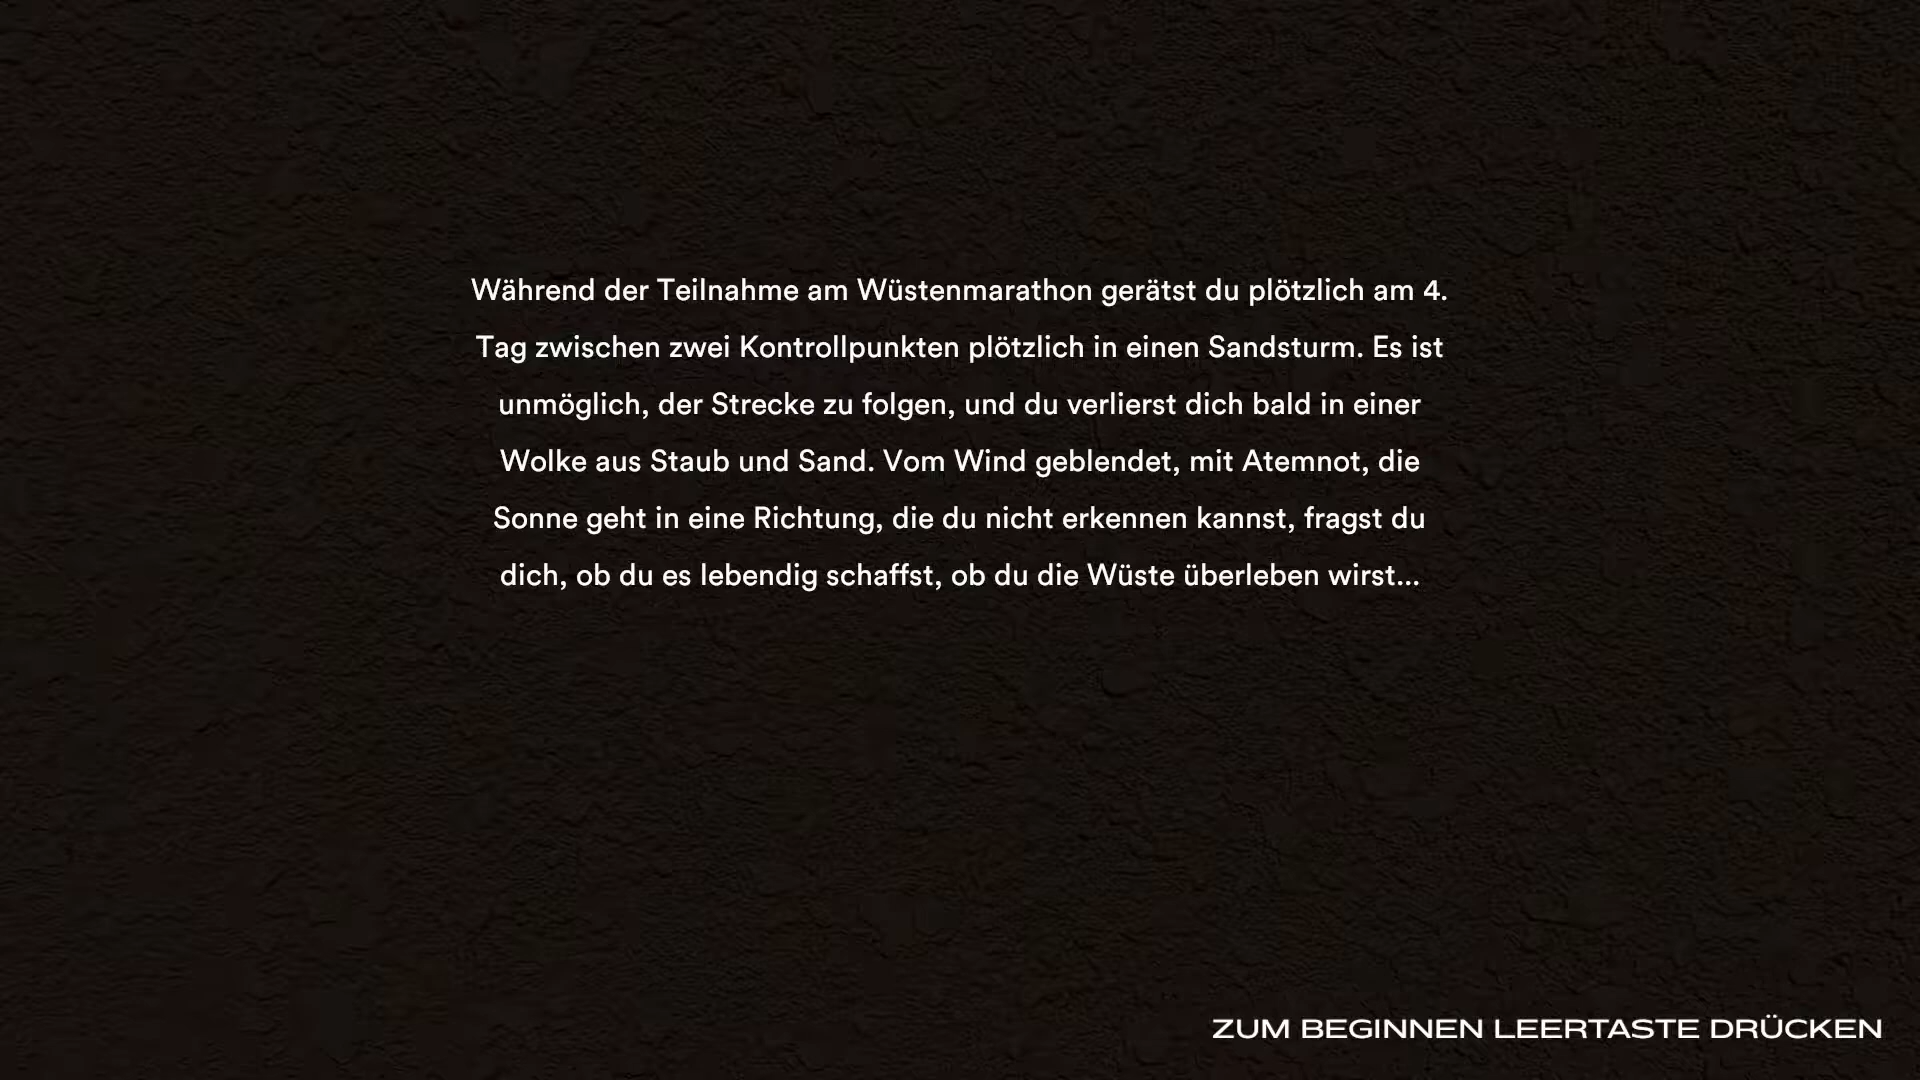 Während der Teilnahme am Wüstenmarathon gerätst du plötzlich am 4.
Tag zwischen zwei Kontrollpunkten plötzlich in einen Sandsturm. Es ist
unmöglich, der Strecke zu folgen, und du verlierst dich bald in einer
Wolke aus Staub und Sand. Vom Wind geblendet, mit Atemnot, die
Sonne geht in eine Richtung, die du nicht erkennen kannst, fragst du
dich, ob du es lebendig schaffst, ob du die Wüste überleben wirst...
ZUM BEGINNEN LEERTASTE DRÜCKEN